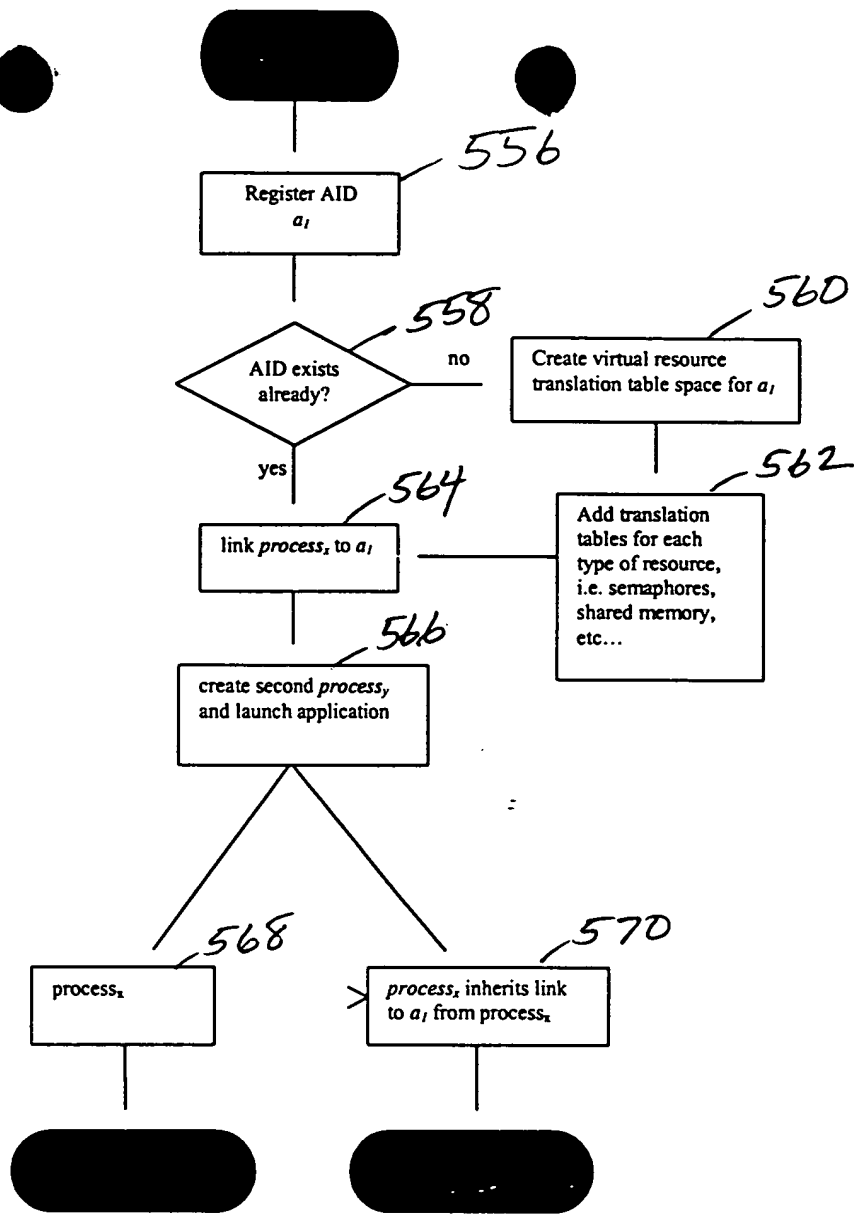 556
Register AID
a₁
558
AID exists
already?
no
yes
560
Create virtual resource
translation table space for a₁
562
Add translation
tables for each
type of resource,
i.e. semaphores,
shared memory,
etc...
564
link processₓ to a₁
566
create second processᵧ
and launch application
568
processₓ
570
processₓ inherits link
to a₁ from processₓ